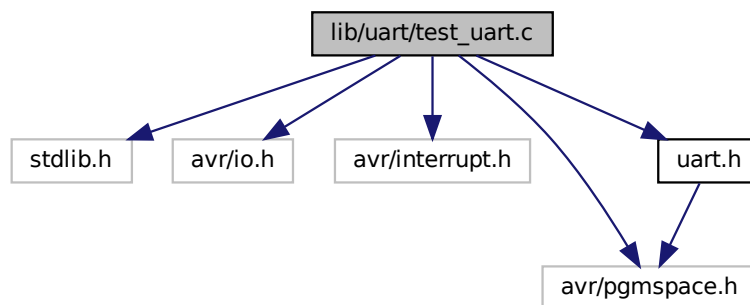 lib/uart/test_uart.c
stdlib.h
avr/io.h
avr/interrupt.h
uart.h
avr/pgmspace.h